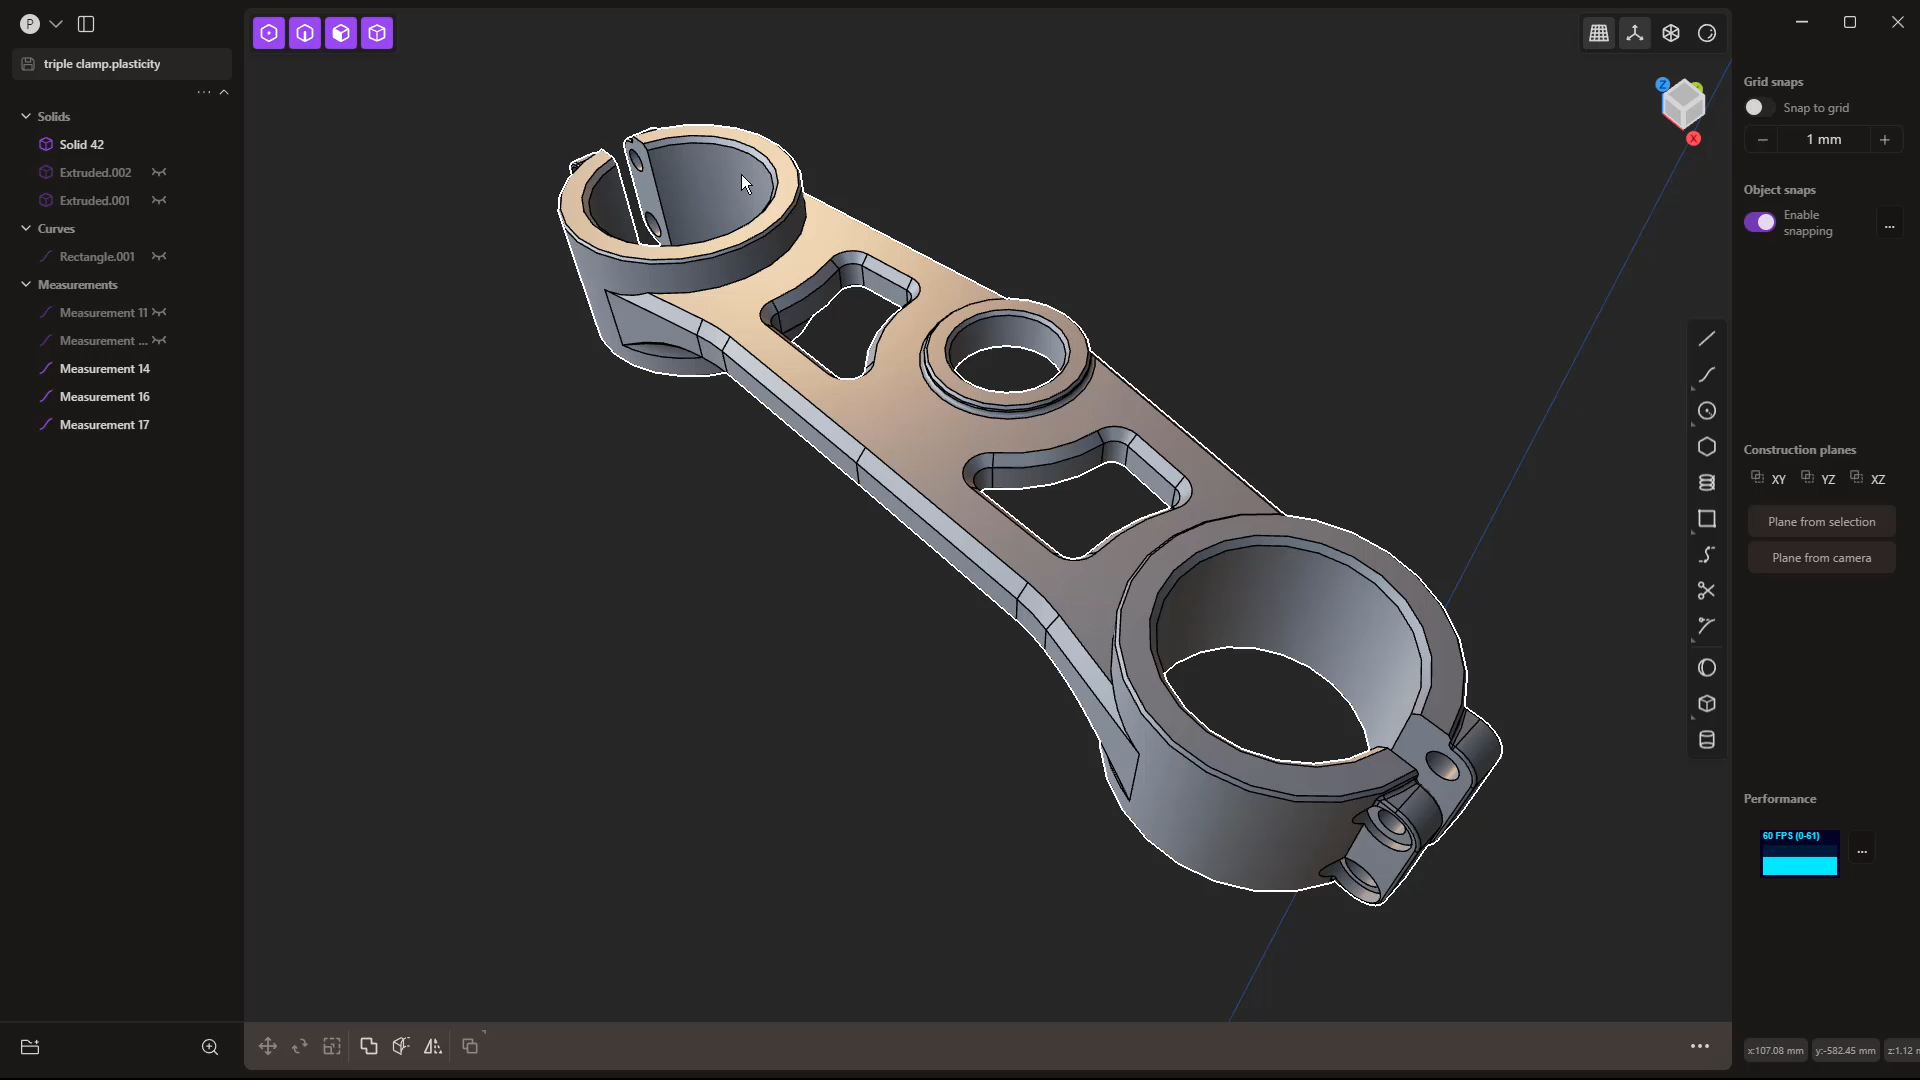 P
triple clamp.plasticity
Solids
Solid 42
Extruded.002
Extruded.001
Curves
Rectangle.001
Measurements
Measurement 11
Measurement ...
Measurement 14
Measurement 16
Measurement 17
Z
X
Grid snaps
Snap to grid
1 mm
Object snaps
Enable
snapping
...
Construction planes
XY YZ XZ
Plane from selection
Plane from camera
Performance
60 FPS (0-61)
...
x:107.08 mm y:-582.45 mm z:1.12 m